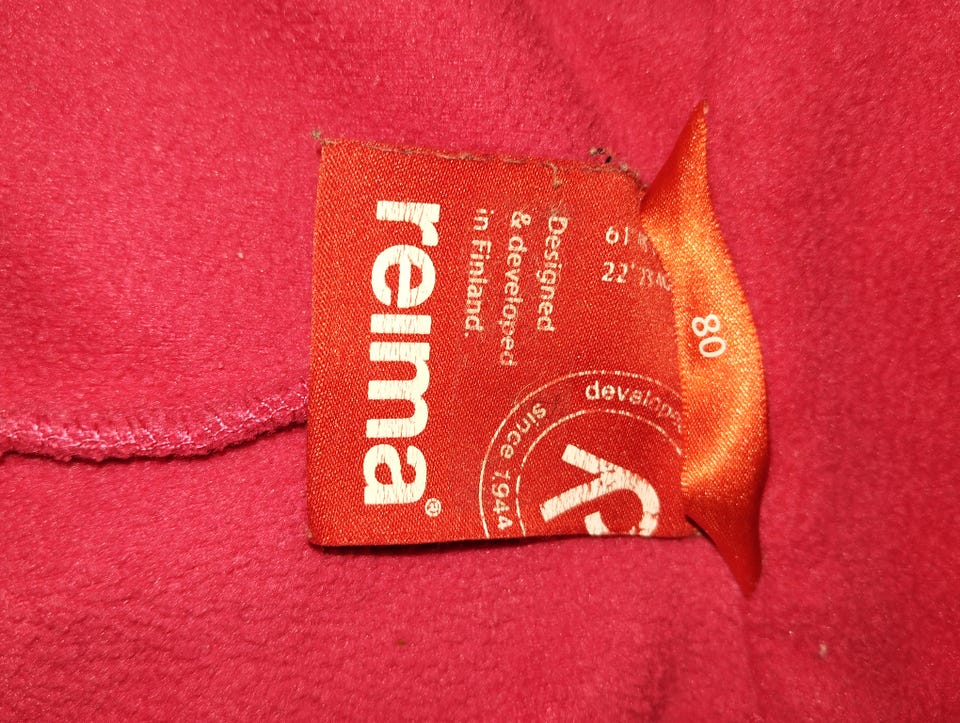 80
Designed
& developed
in Finland.
reima®
since 1944